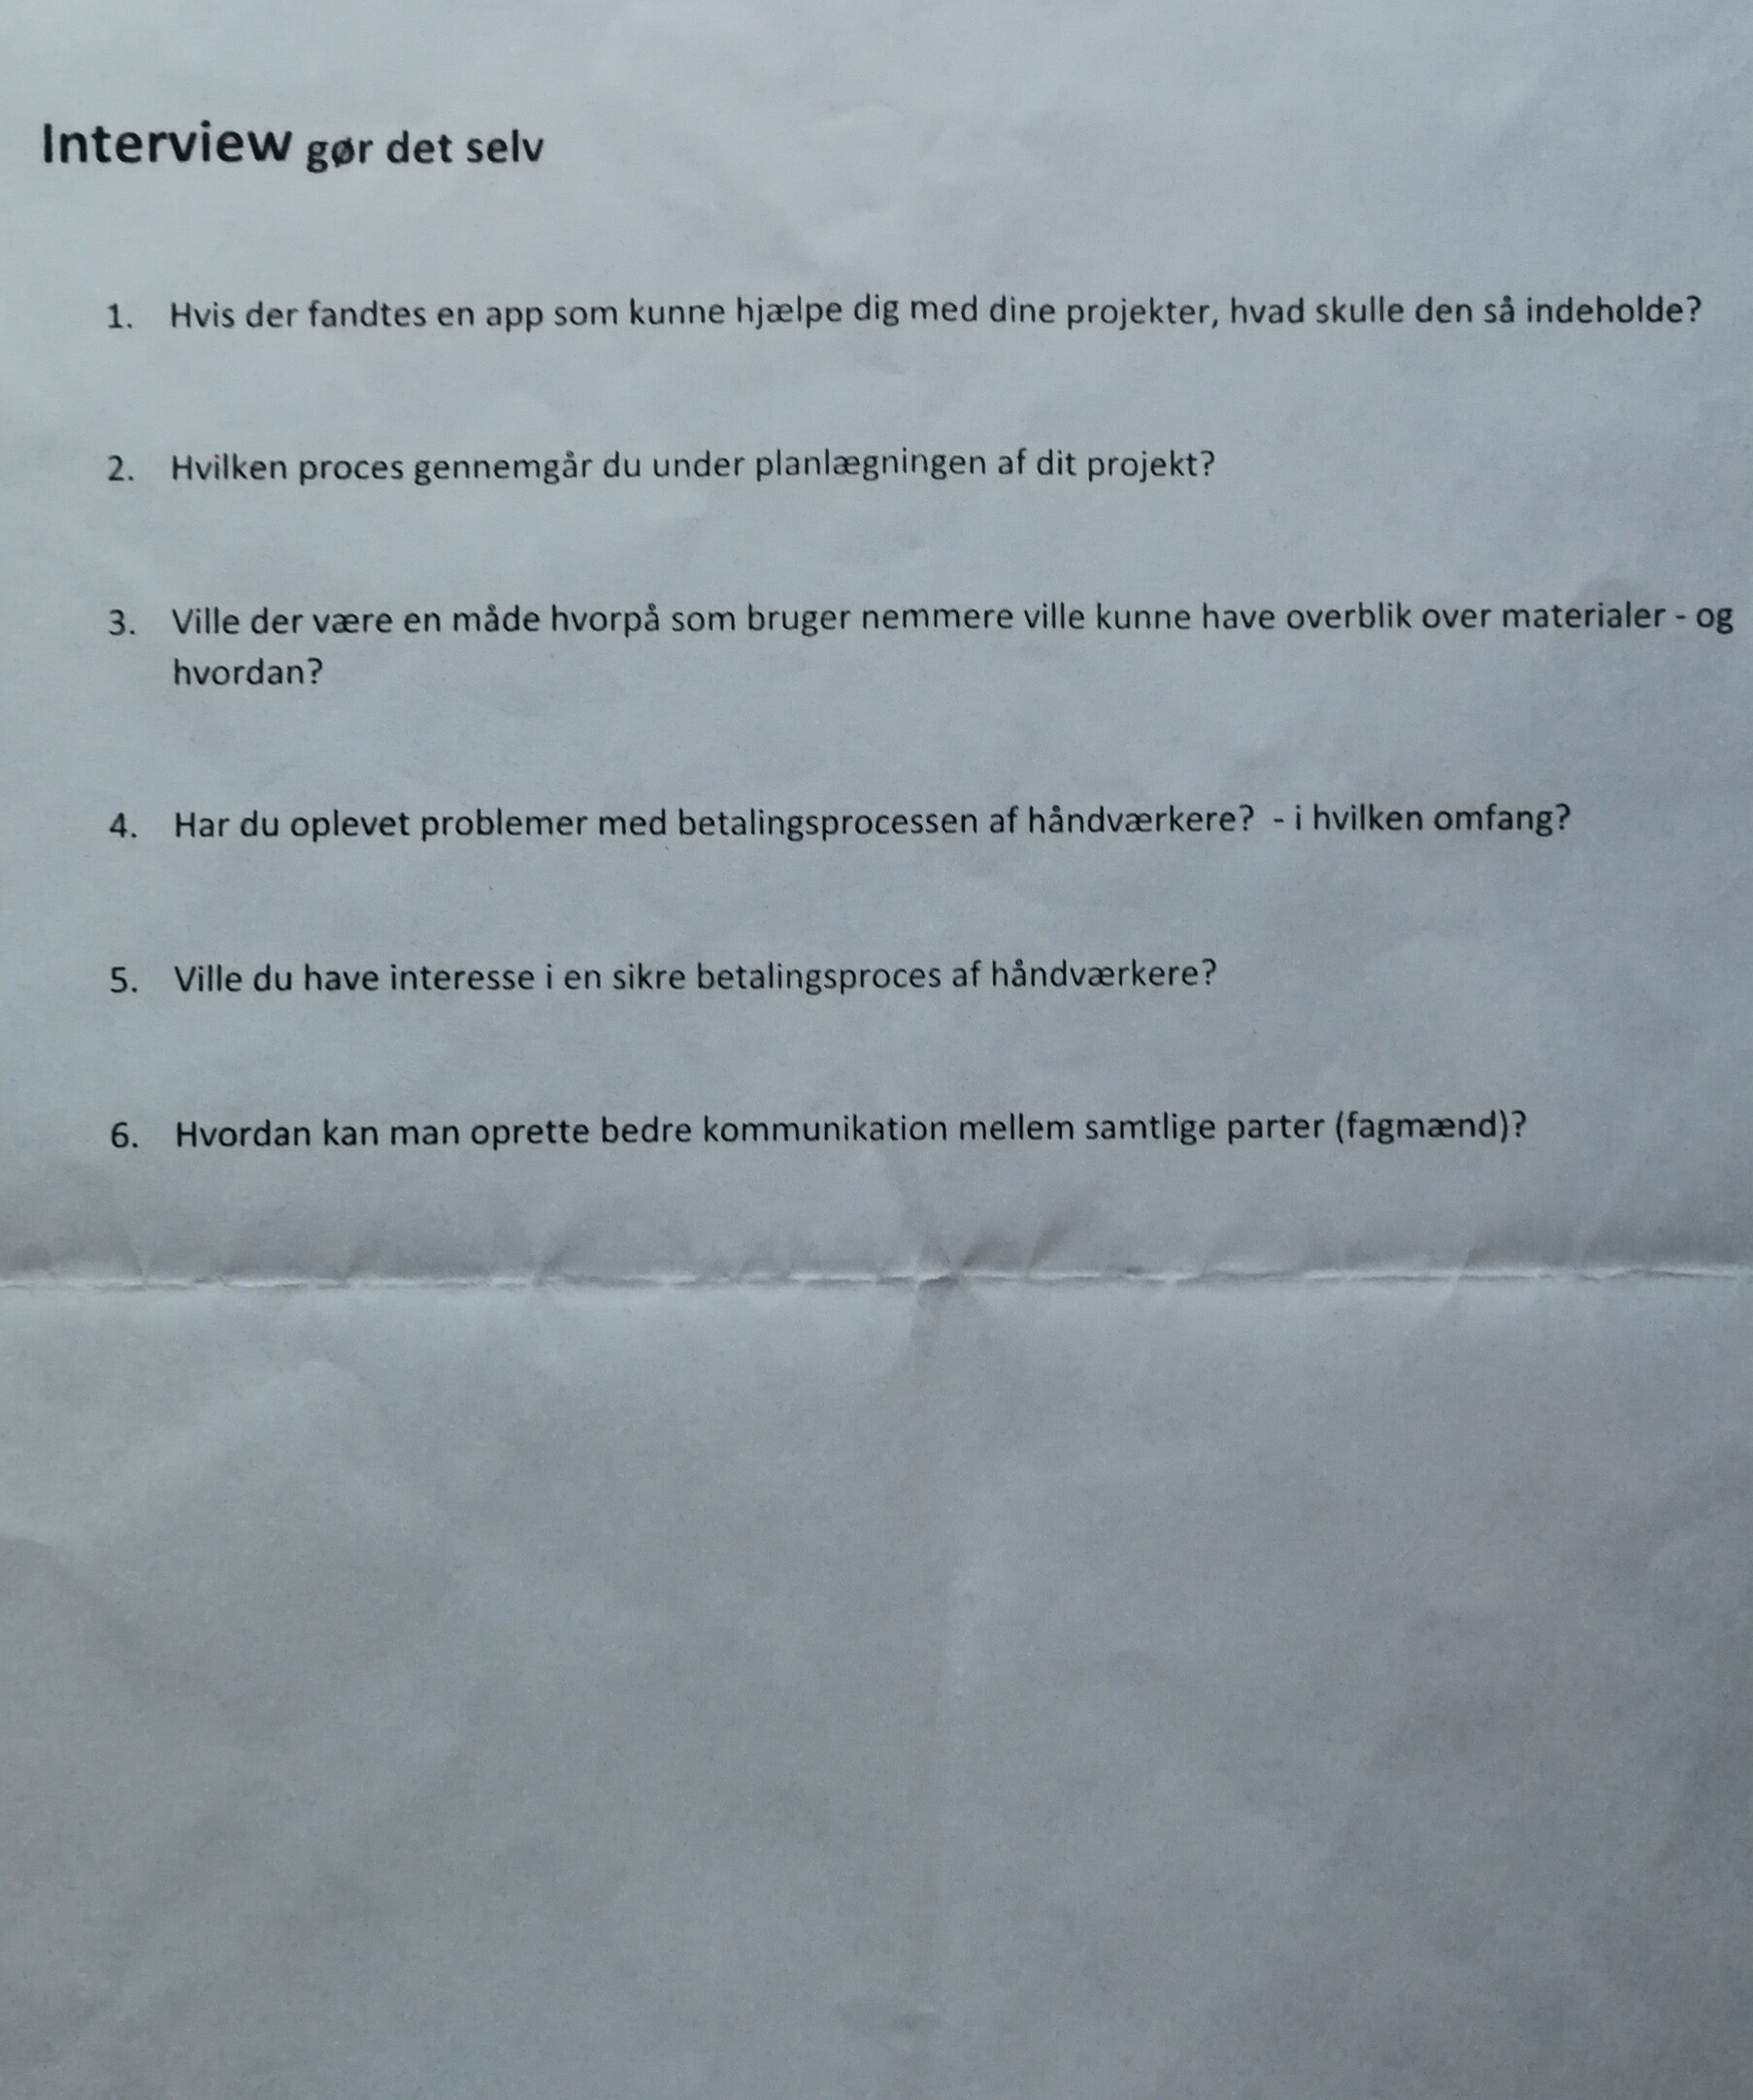 Interview gør det selv
1. Hvis der fandtes en app som kunne hjælpe dig med dine projekter, hvad skulle den så indeholde?
2. Hvilken proces gennemgår du under planlægningen af dit projekt?
3. Ville der være en måde hvorpå som bruger nemmere ville kunne have overblik over materialer - og
hvordan?
4. Har du oplevet problemer med betalingsprocessen af håndværkere?  - i hvilken omfang?
5. Ville du have interesse i en sikre betalingsproces af håndværkere?
6. Hvordan kan man oprette bedre kommunikation mellem samtlige parter (fagmænd)?